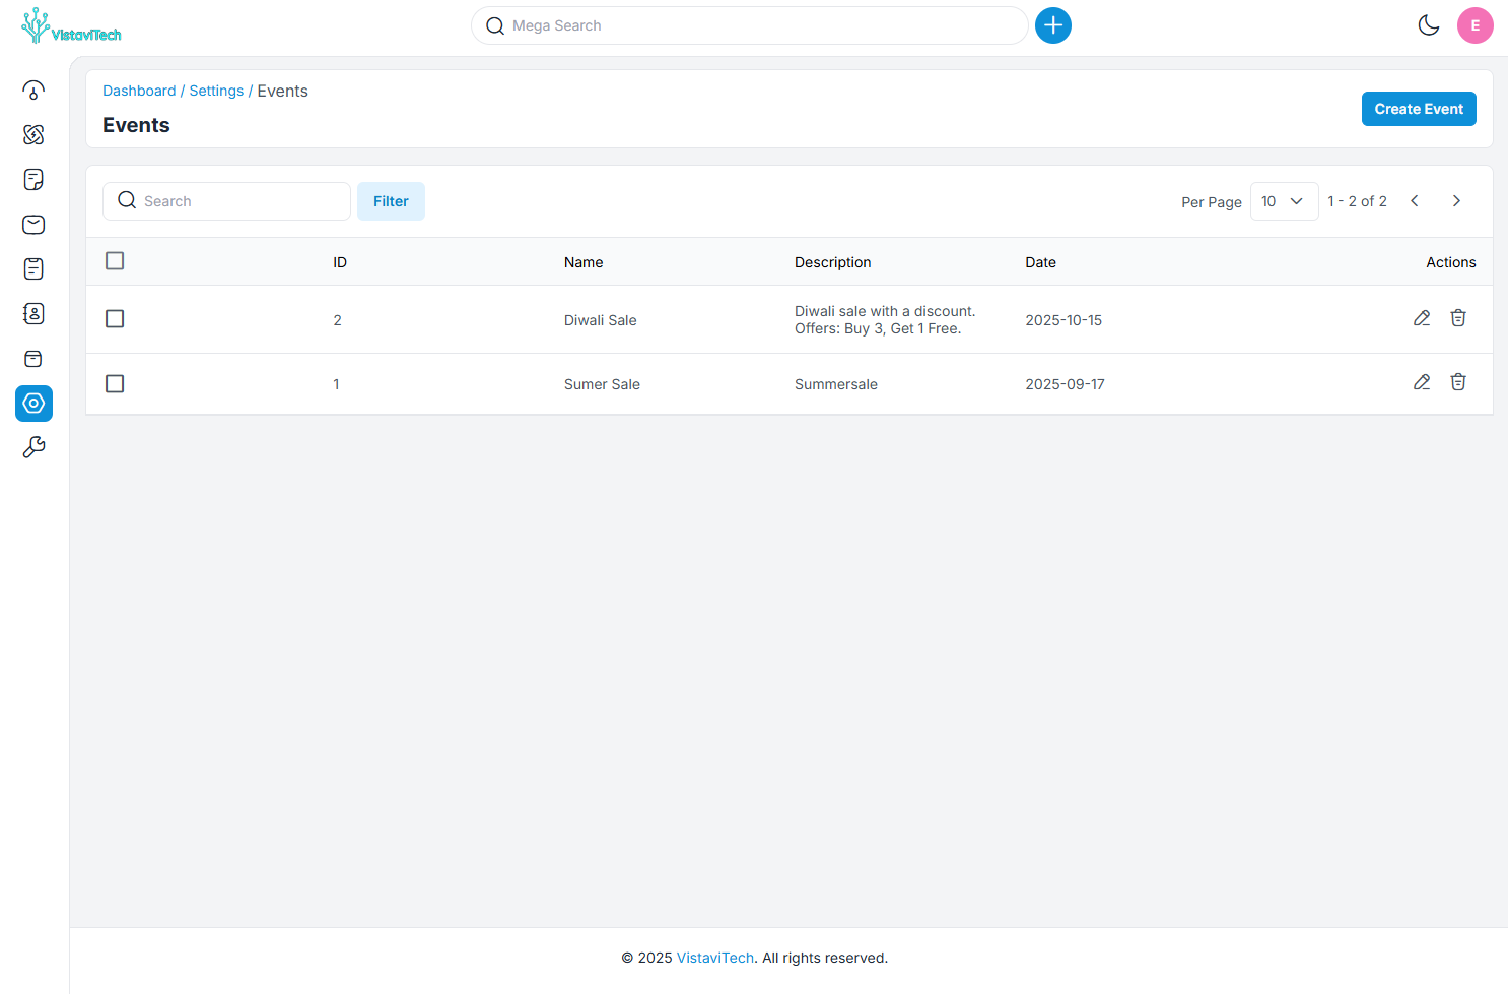 VistaviTech
Mega Search
E
Dashboard / Settings / Events
Events
Create Event
Search
Filter
Per Page
10
1 - 2 of 2
ID Name Description Date Actions
2 Diwali Sale Diwali sale with a discount. 2025-10-15
Offers: Buy 3, Get 1 Free.
1 Sumer Sale Summersale 2025-09-17
© 2025 VistaviTech. All rights reserved.